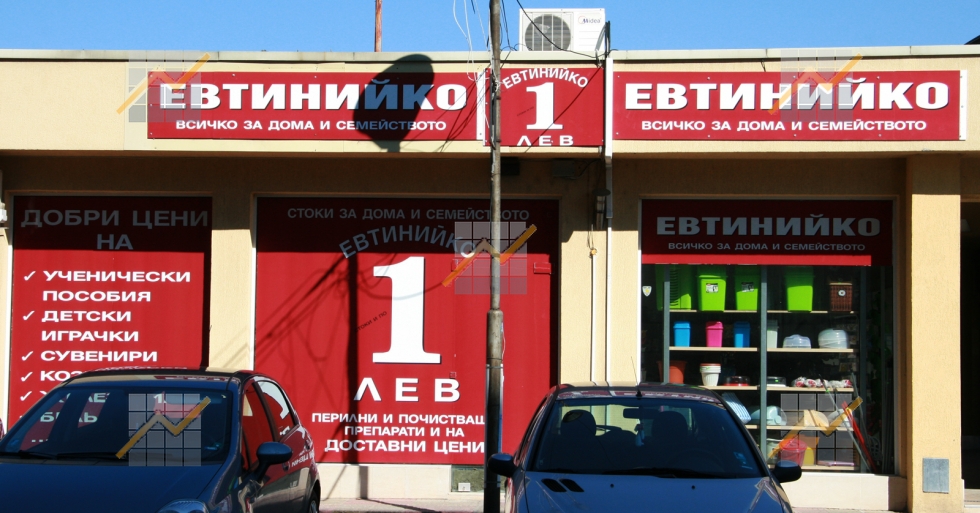 Midea
ЕВТИНИЙКО
ВСИЧКО ЗА ДОМА И СЕМЕЙСТВОТО
ЕВТИНИЙКО
1
ЛЕВ
ЕВТИНИЙКО
ВСИЧКО ЗА ДОМА И СЕМЕЙСТВОТО
ДОБРИ ЦЕНИ
НА
✓ УЧЕНИЧЕСКИ
ПОСОБИЯ
✓ ДЕТСКИ
ИГРАЧКИ
✓ СУВЕНИРИ
СТОКИ ЗА ДОМА И СЕМЕЙСТВОТО
ЕВТИНИЙКО
1
ЛЕВ
ПЕРИЛНИ И ПОЧИСТВАЩ
ПРЕПАРАТИ И НА
ДОСТАВНИ ЦЕНИ
ЕВТИНИЙКО
ВСИЧКО ЗА ДОМА И СЕМЕЙСТВОТО